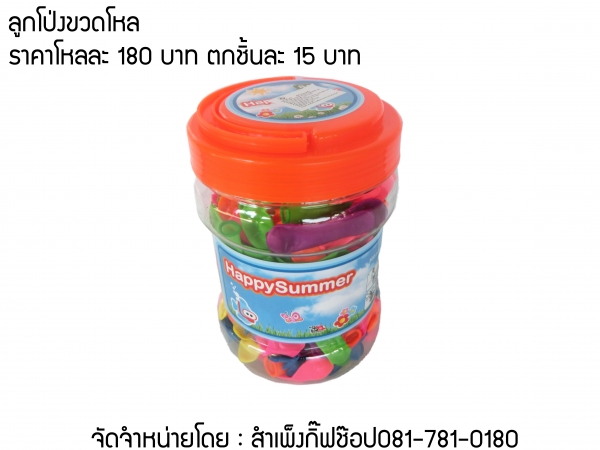 ลูกโป่งขวดโหล
ราคาโหลละ 180 บาท ตกชิ้นละ 15 บาท
HappySummer
จัดจำหน่ายโดย : สำเพ็งกิ๊ฟช๊อป081-781-0180